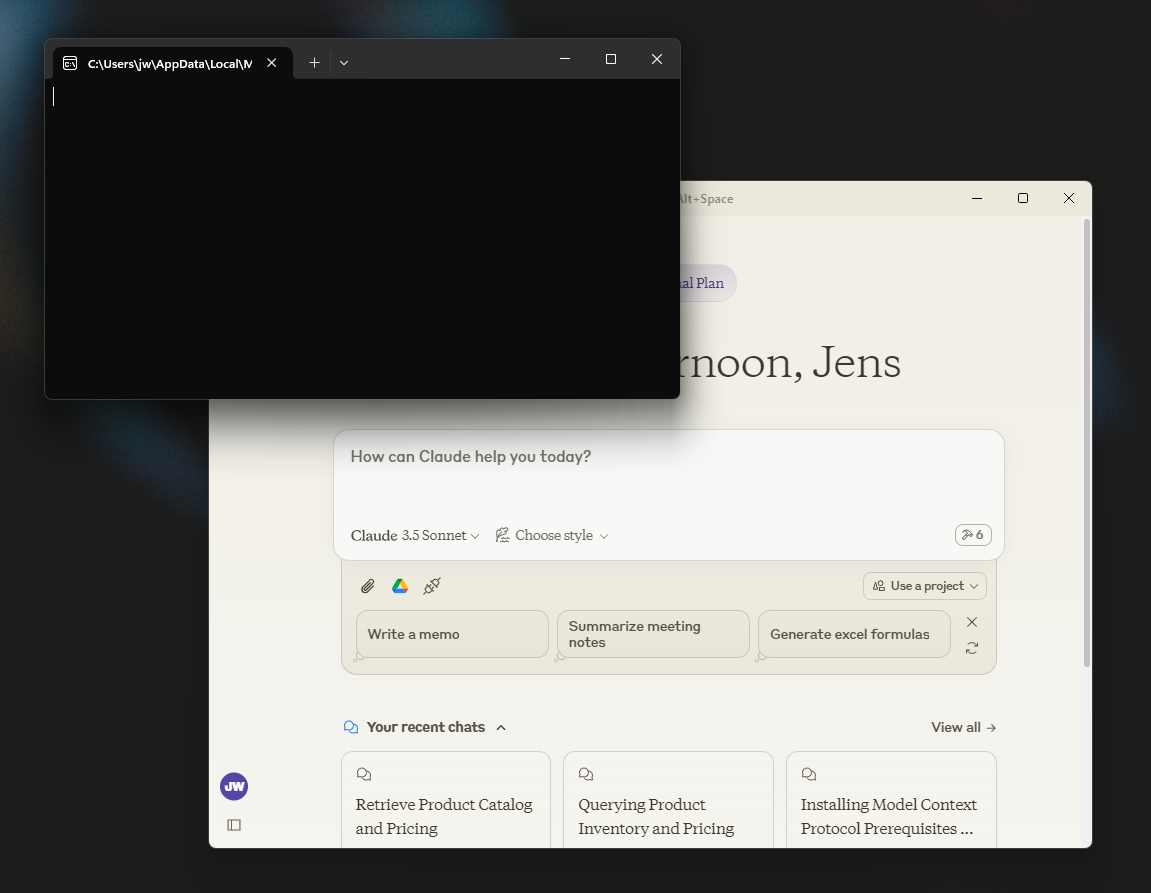 C:\Users\jw\AppData\Local\M
Alt+Space
Plan
Jens
How can Claude help you today?
Claude 3.5 Sonnet
Choose style
6
Use a project
Write a memo
Summarize meeting
notes
Generate excel formulas
Your recent chats
View all
JW
Retrieve Product Catalog
and Pricing
Querying Product
Inventory and Pricing
Installing Model Context
Protocol Prerequisites ...